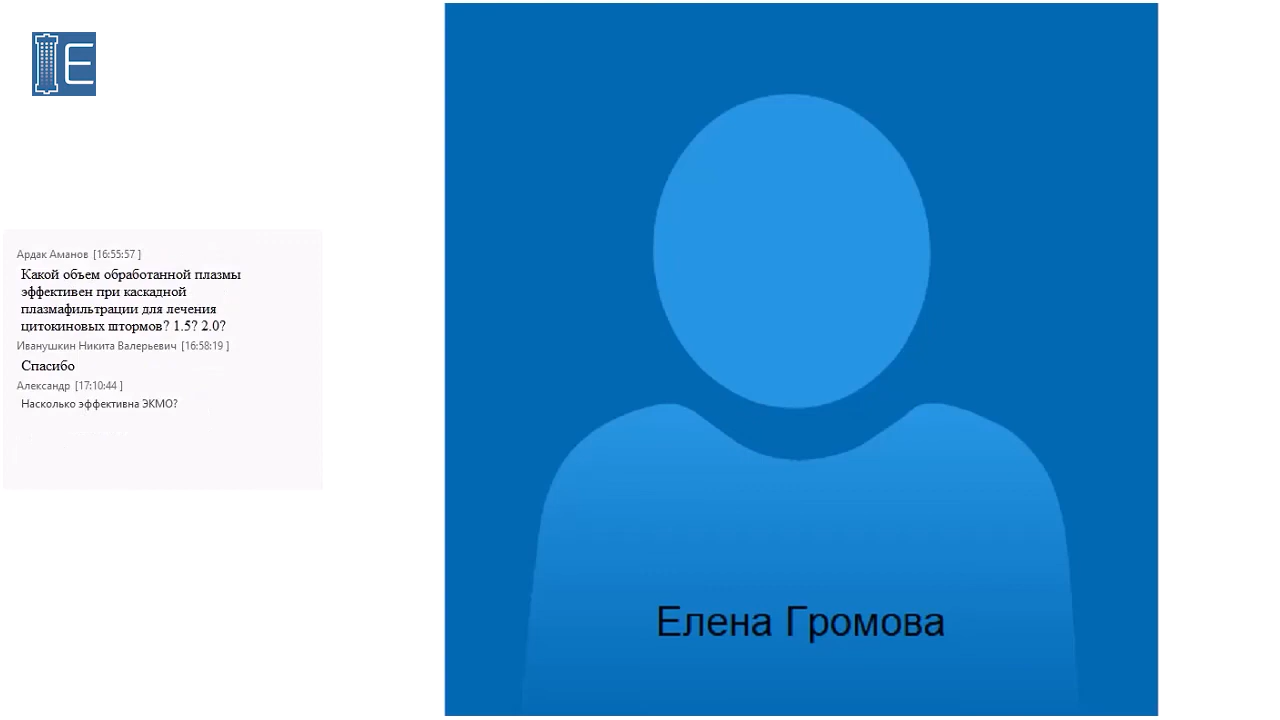 E
Ардак Аманов [16:55:57 ]
Какой объем обработанной плазмы
эффективен при каскадной
плазмафильтрации для лечения
цитокиновых штормов? 1.5? 2.0?
Иванушкин Никита Валерьевич [16:58:19 ]
Спасибо
Александр [17:10:44 ]
Насколько эффективна ЭКМО?
Елена Громова